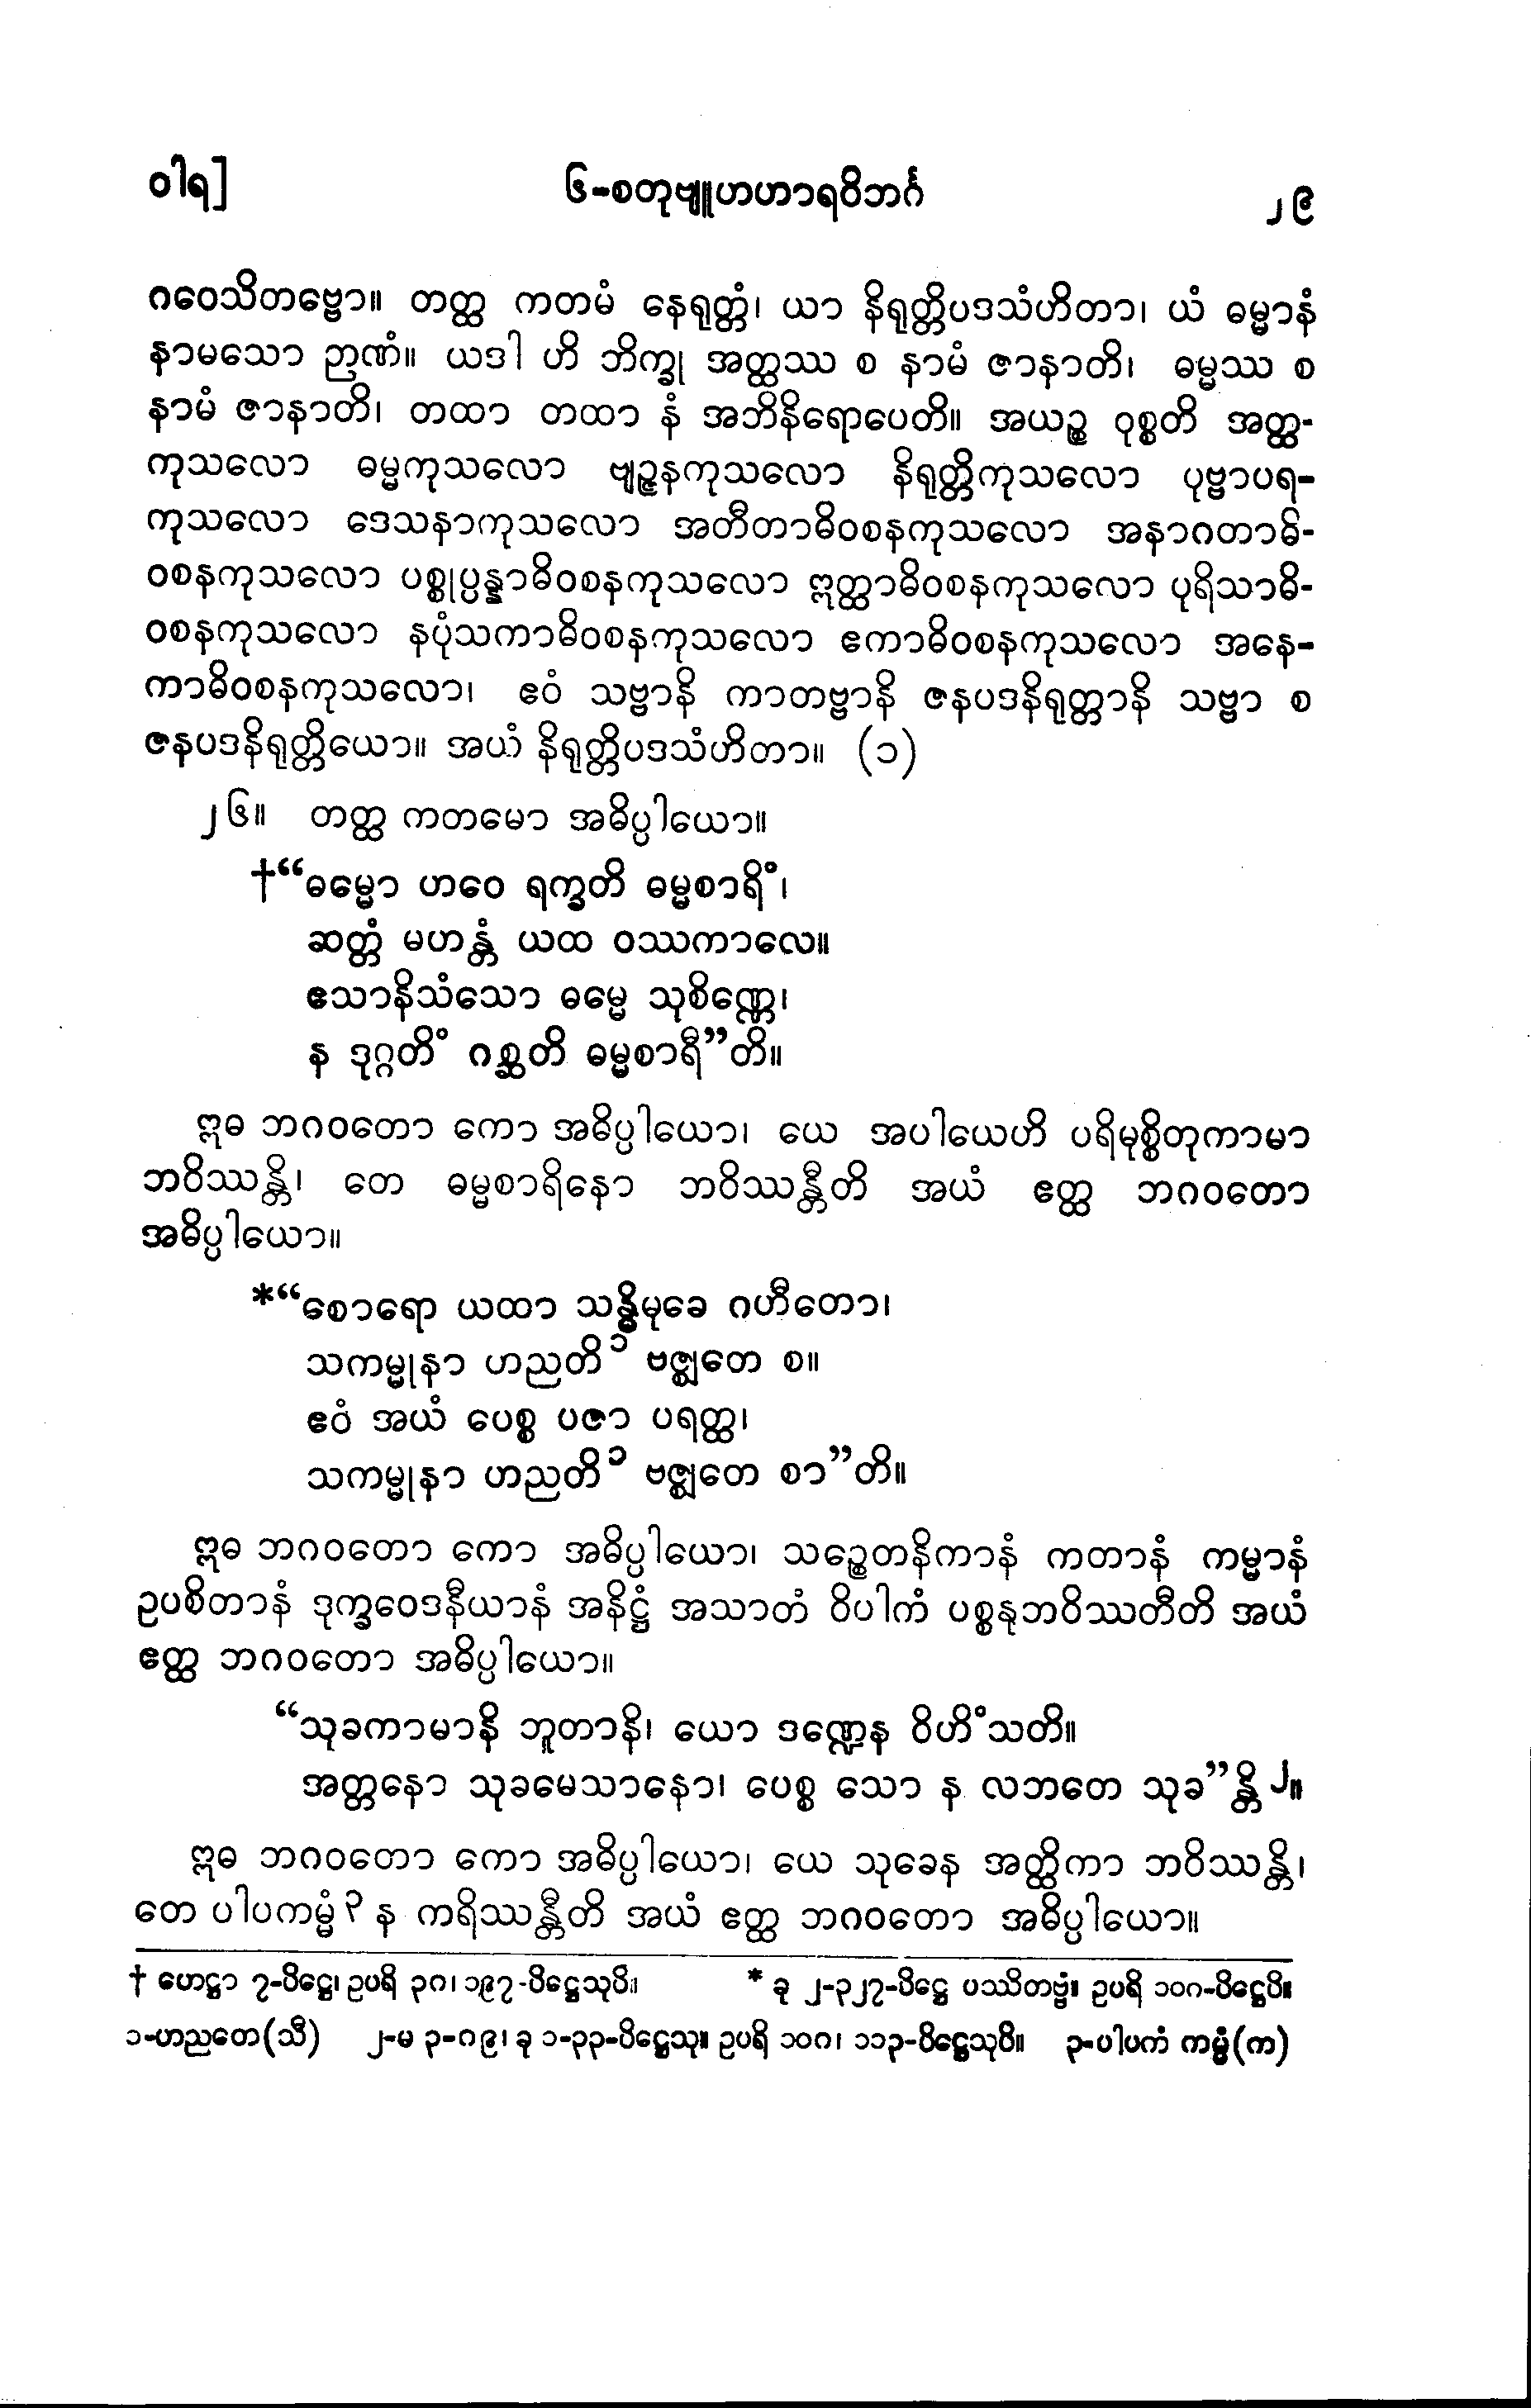 ဝါရ]
၆-စတုဗျူဟဟာရဝိဘင်္ဂ
၂၉
ဂဝေသိတဗ္ဗော။ တတ္ထ ကတမံ နေရုတ္တံ၊ ယာ နိရုတ္တိပဒသံဟိတာ၊ ယံ ဓမ္မာနံ
နာမသော ဉာဏံ။ ယဒါ ဟိ ဘိက္ခု အတ္ထဿ စ နာမံ ဇာနာတိ၊ ဓမ္မဿ စ
နာမံ ဇာနာတိ၊ တထာ တထာ နံ အဘိနိရောပေတိ။ အယဉ္စ ဝုစ္စတိ အတ္ထ-
ကုသလော ဓမ္မကုသလော ဗျဉ္ဇနကုသလော နိရုတ္တိကုသလော ပုဗ္ဗာပရ-
ကုသလော ဒေသနာကုသလော အတီတာဓိဝစနကုသလော အနာဂတာဓိ-
ဝစနကုသလော ပစ္စုပ္ပန္နာဓိဝစနကုသလော ဣတ္ထာဓိဝစနကုသလော ပုရိသာဓိ-
ဝစနကုသလော နပုံသကာဓိဝစနကုသလော ဧကာဓိဝစနကုသလော အနေ-
ကာဓိဝစနကုသလော၊ ဧဝံ သဗ္ဗာနိ ကာတဗ္ဗာနိ ဇနပဒနိရုတ္တာနိ သဗ္ဗာ စ
ဇနပဒနိရုတ္တိယော။ အယံ နိရုတ္တိပဒသံဟိတာ။ (၁)
၂၆။ တတ္ထ ကတမော အဓိပ္ပါယော။
†“ဓမ္မော ဟဝေ ရက္ခတိ ဓမ္မစာရိံ၊
ဆတ္တံ မဟန္တံ ယထ ဝဿကာလေ။
ဧသာနိသံသော ဓမ္မေ သုစိဏ္ဏေ၊
န ဒုဂ္ဂတိံ ဂစ္ဆတိ ဓမ္မစာရီ”တိ။
ဣဓ ဘဂဝတော ကော အဓိပ္ပါယော၊ ယေ အပါယေဟိ ပရိမုစ္စိတုကာမာ
ဘဝိဿန္တိ၊ တေ ဓမ္မစာရိနော ဘဝိဿန္တီတိ အယံ ဧတ္ထ ဘဂဝတော
အဓိပ္ပါယော။
*“စောရော ယထာ သန္ဓိမုခေ ဂဟီတော၊
သကမ္မုနာ ဟညတိ ၁ ဗဇ္ဈတေ စ။
ဧဝံ အယံ ပေစ္စ ပဇာ ပရတ္ထ၊
သကမ္မုနာ ဟညတိ ၁ ဗဇ္ဈတေ စာ”တိ။
ဣဓ ဘဂဝတော ကော အဓိပ္ပါယော၊ သဉ္စေတနိကာနံ ကတာနံ ကမ္မာနံ
ဥပစိတာနံ ဒုက္ခဝေဒနီယာနံ အနိဋ္ဌံ အသာတံ ဝိပါကံ ပစ္စနုဘဝိဿတီတိ အယံ
ဧတ္ထ ဘဂဝတော အဓိပ္ပါယော။
“သုခကာမာနိ ဘူတာနိ၊ ယော ဒဏ္ဍေန ဝိဟိံသတိ။
အတ္တနော သုခမေသာနော၊ ပေစ္စ သော န လဘတေ သုခ”န္တိ ၂။
ဣဓ ဘဂဝတော ကော အဓိပ္ပါယော၊ ယေ သုခေန အတ္ထိကာ ဘဝိဿန္တိ၊
တေ ပါပကမ္မံ ၃ န ကရိဿန္တီတိ အယံ ဧတ္ထ ဘဂဝတော အဓိပ္ပါယော။
† ဟေဋ္ဌာ ၇-ပိဋ္ဌေ၊ ဥပရိ ၃ဂ၊ ၁၉၇-ပိဋ္ဌေသုပိ။ * ခု ၂-၃၂၇-ပိဋ္ဌေ ပဿိတဗ္ဗံ။ ဥပရိ ၁၀ဂ-ပိဋ္ဌေပိ။
၁-ဟညတေ(သီ) ၂-မ ၃-ဂ၉၊ ခု ၁-၃၃-ပိဋ္ဌေသု။ ဥပရိ ၁၀ဂ၊ ၁၁၃-ပိဋ္ဌေသုပိ။ ၃-ပါပကံ ကမ္မံ(က)